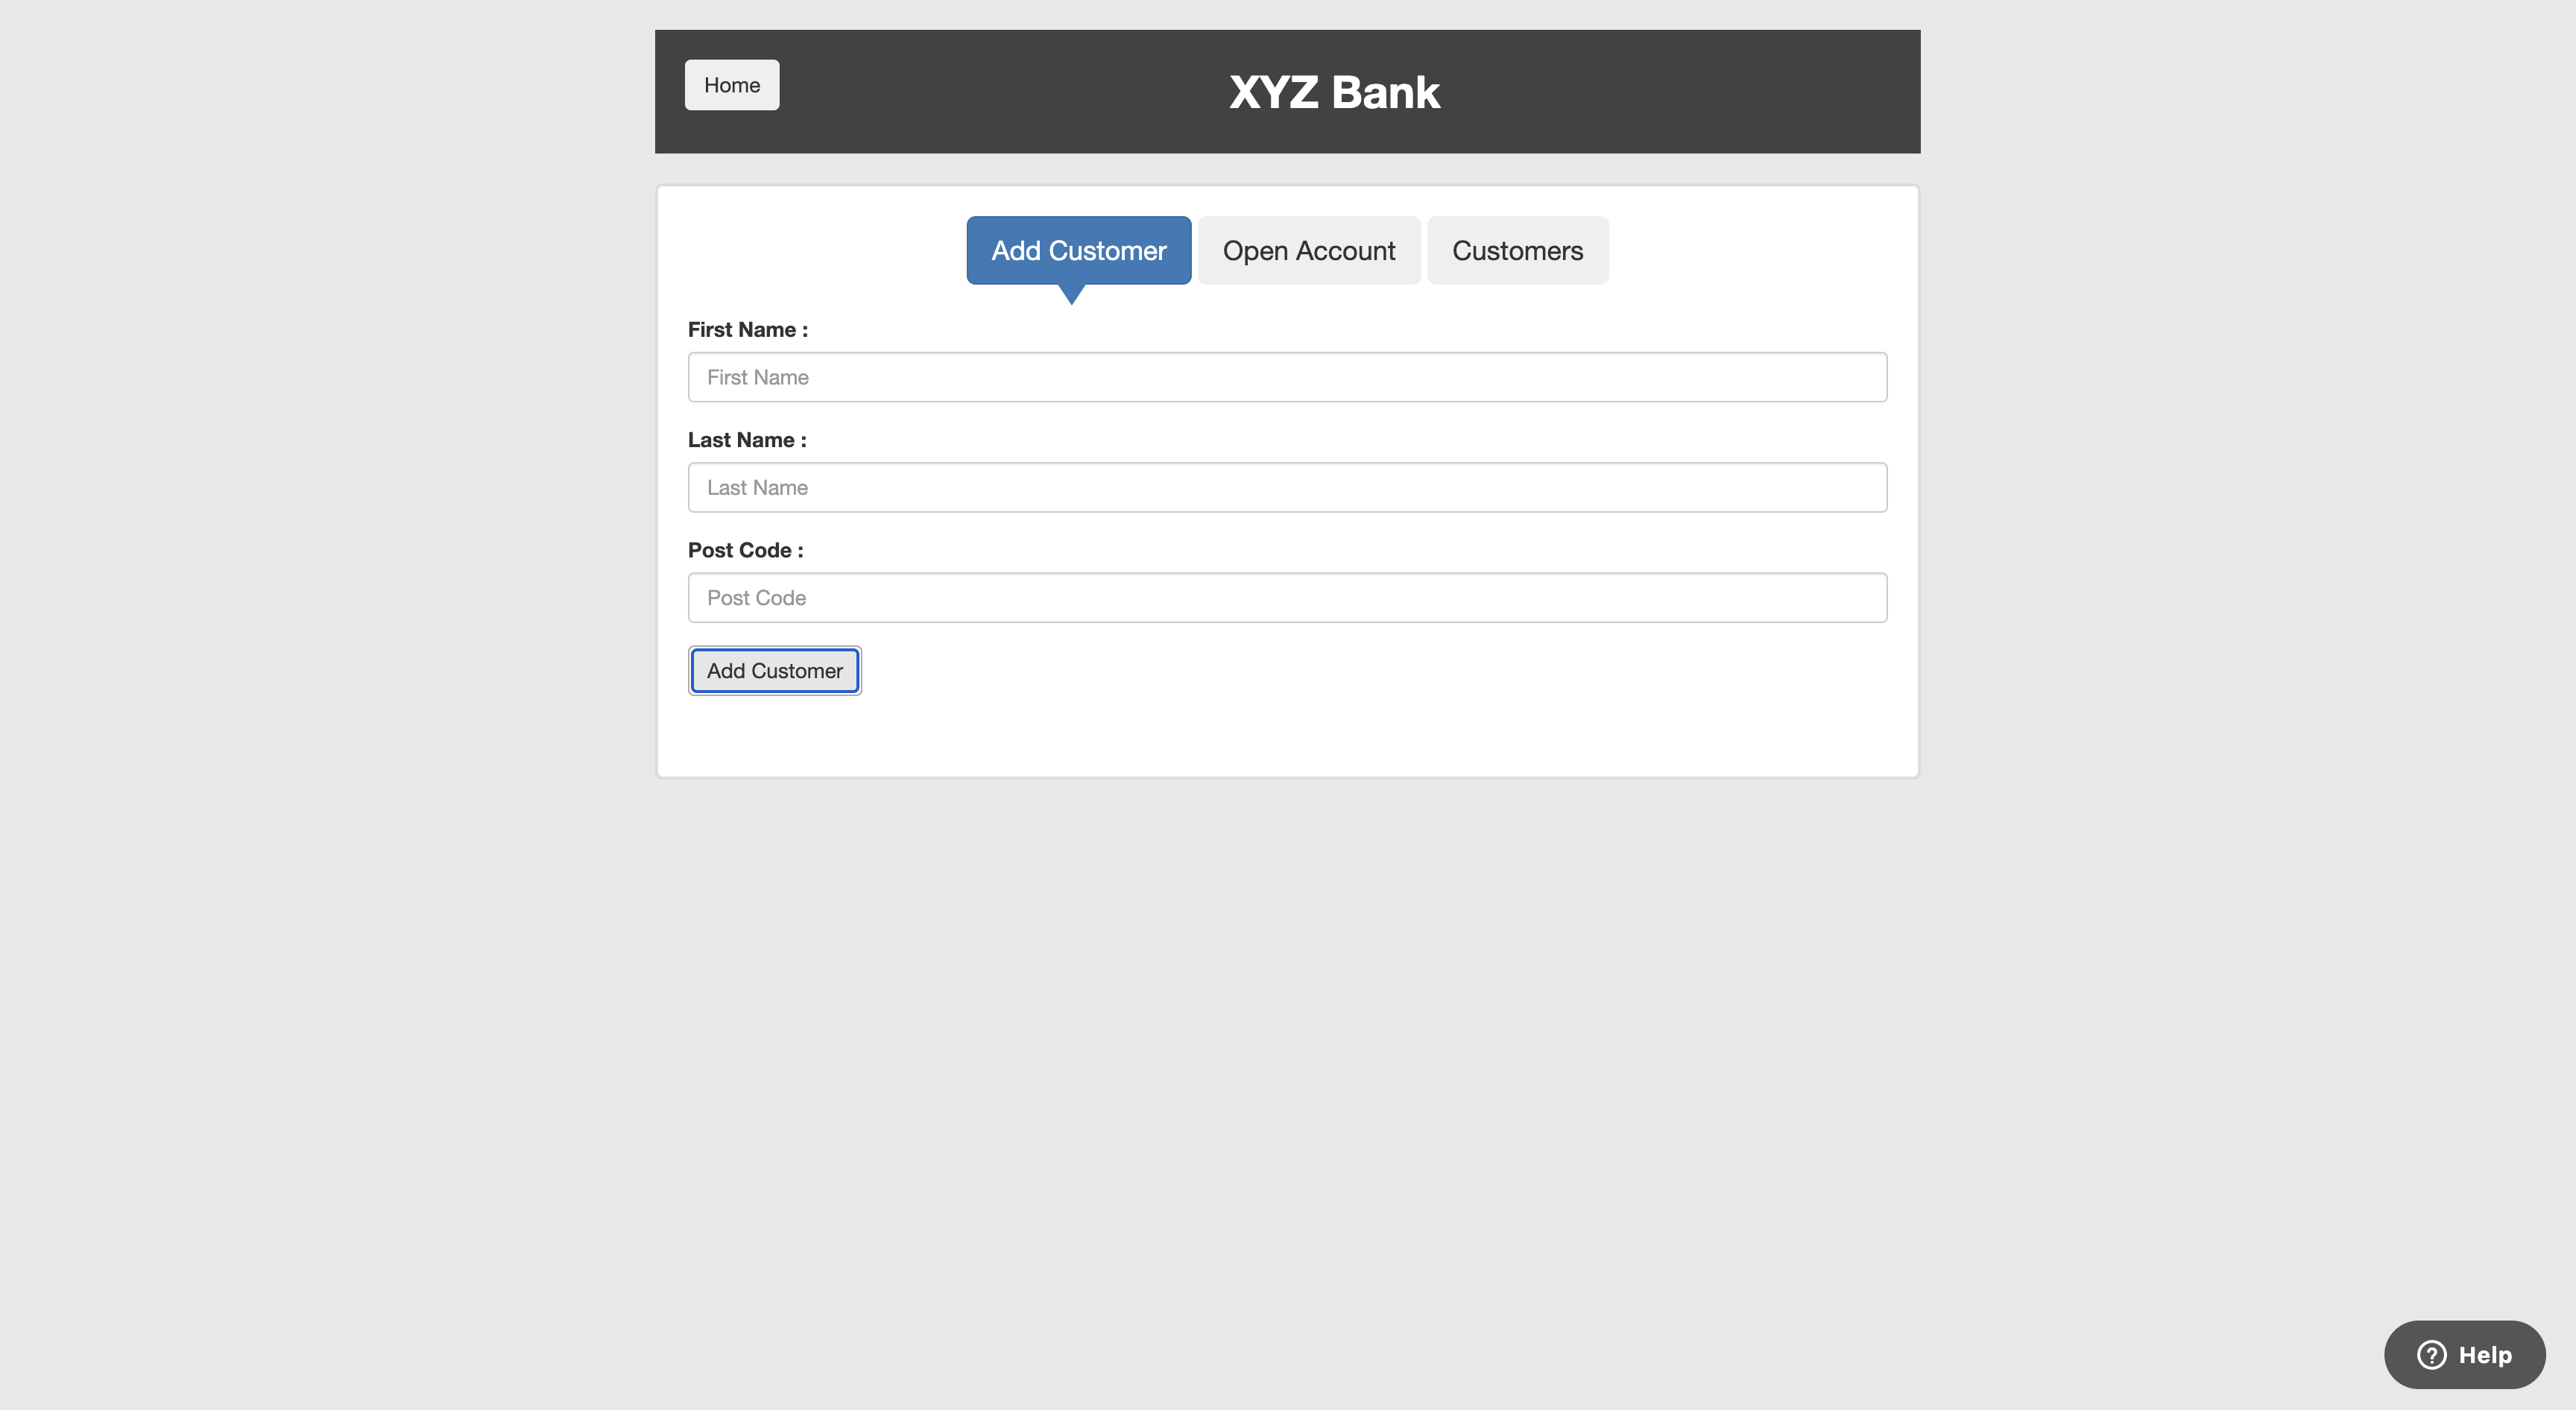 Home
XYZ Bank
Add Customer
Open Account
Customers
First Name :
First Name
Last Name :
Last Name
Post Code :
Post Code
Add Customer
? Help